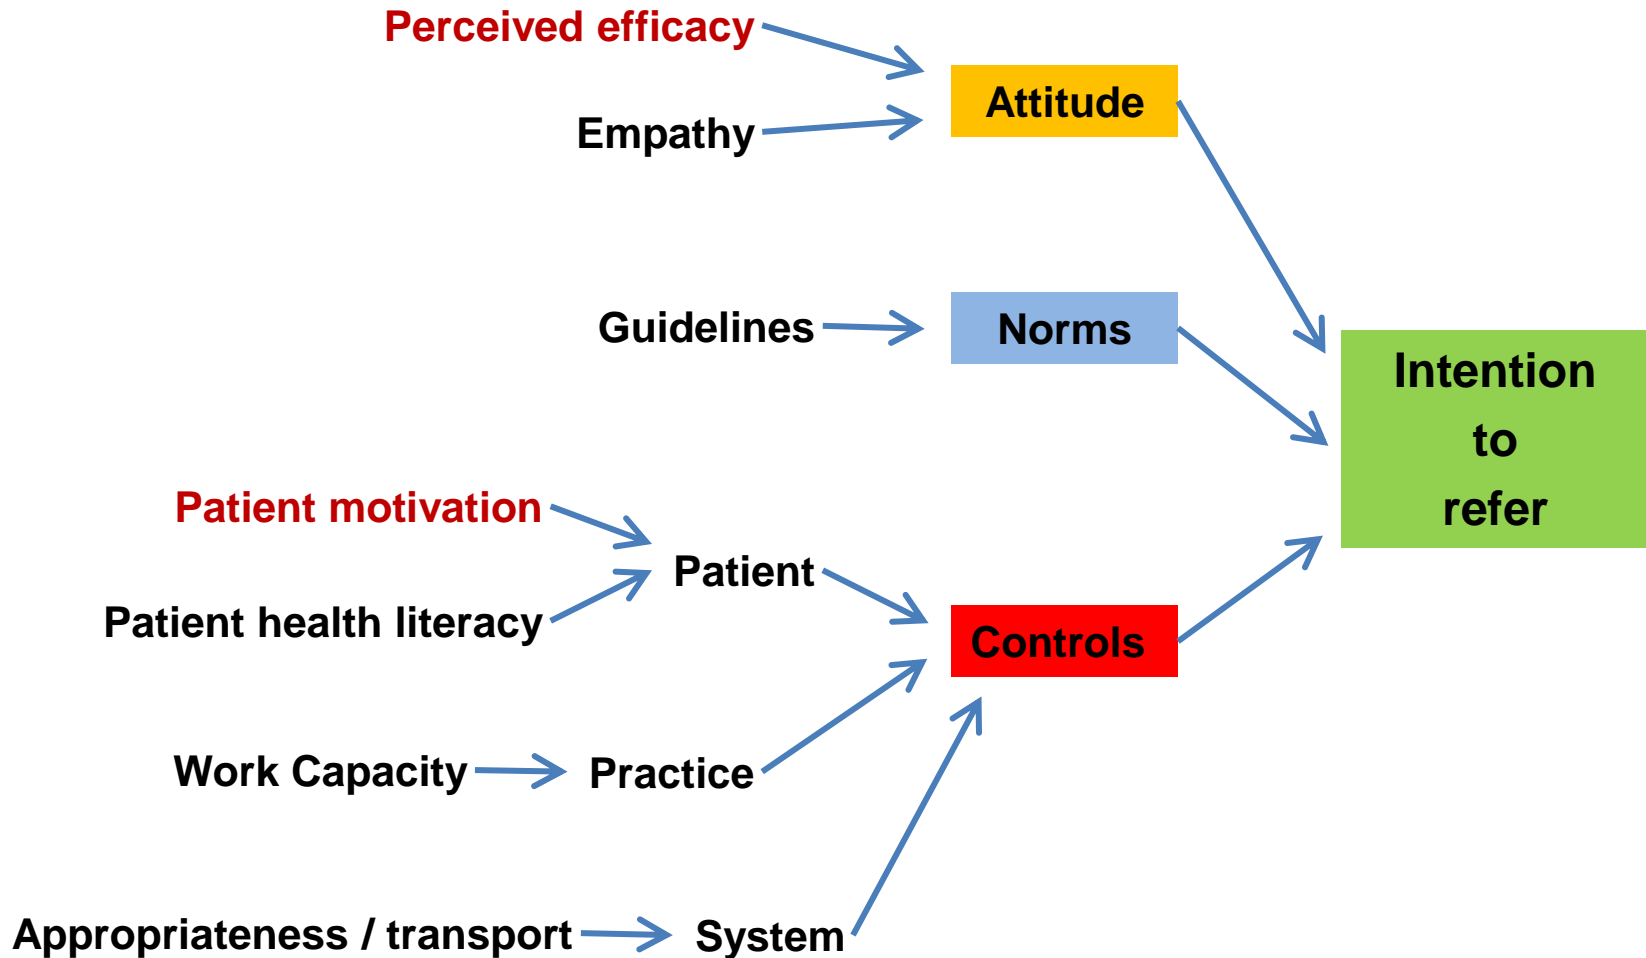 Perceived efficacy
Attitude
Empathy
Guidelines
Norms
Intention
to
refer
Patient motivation
Patient
Patient health literacy
Controls
Work Capacity
Practice
Appropriateness / transport
System